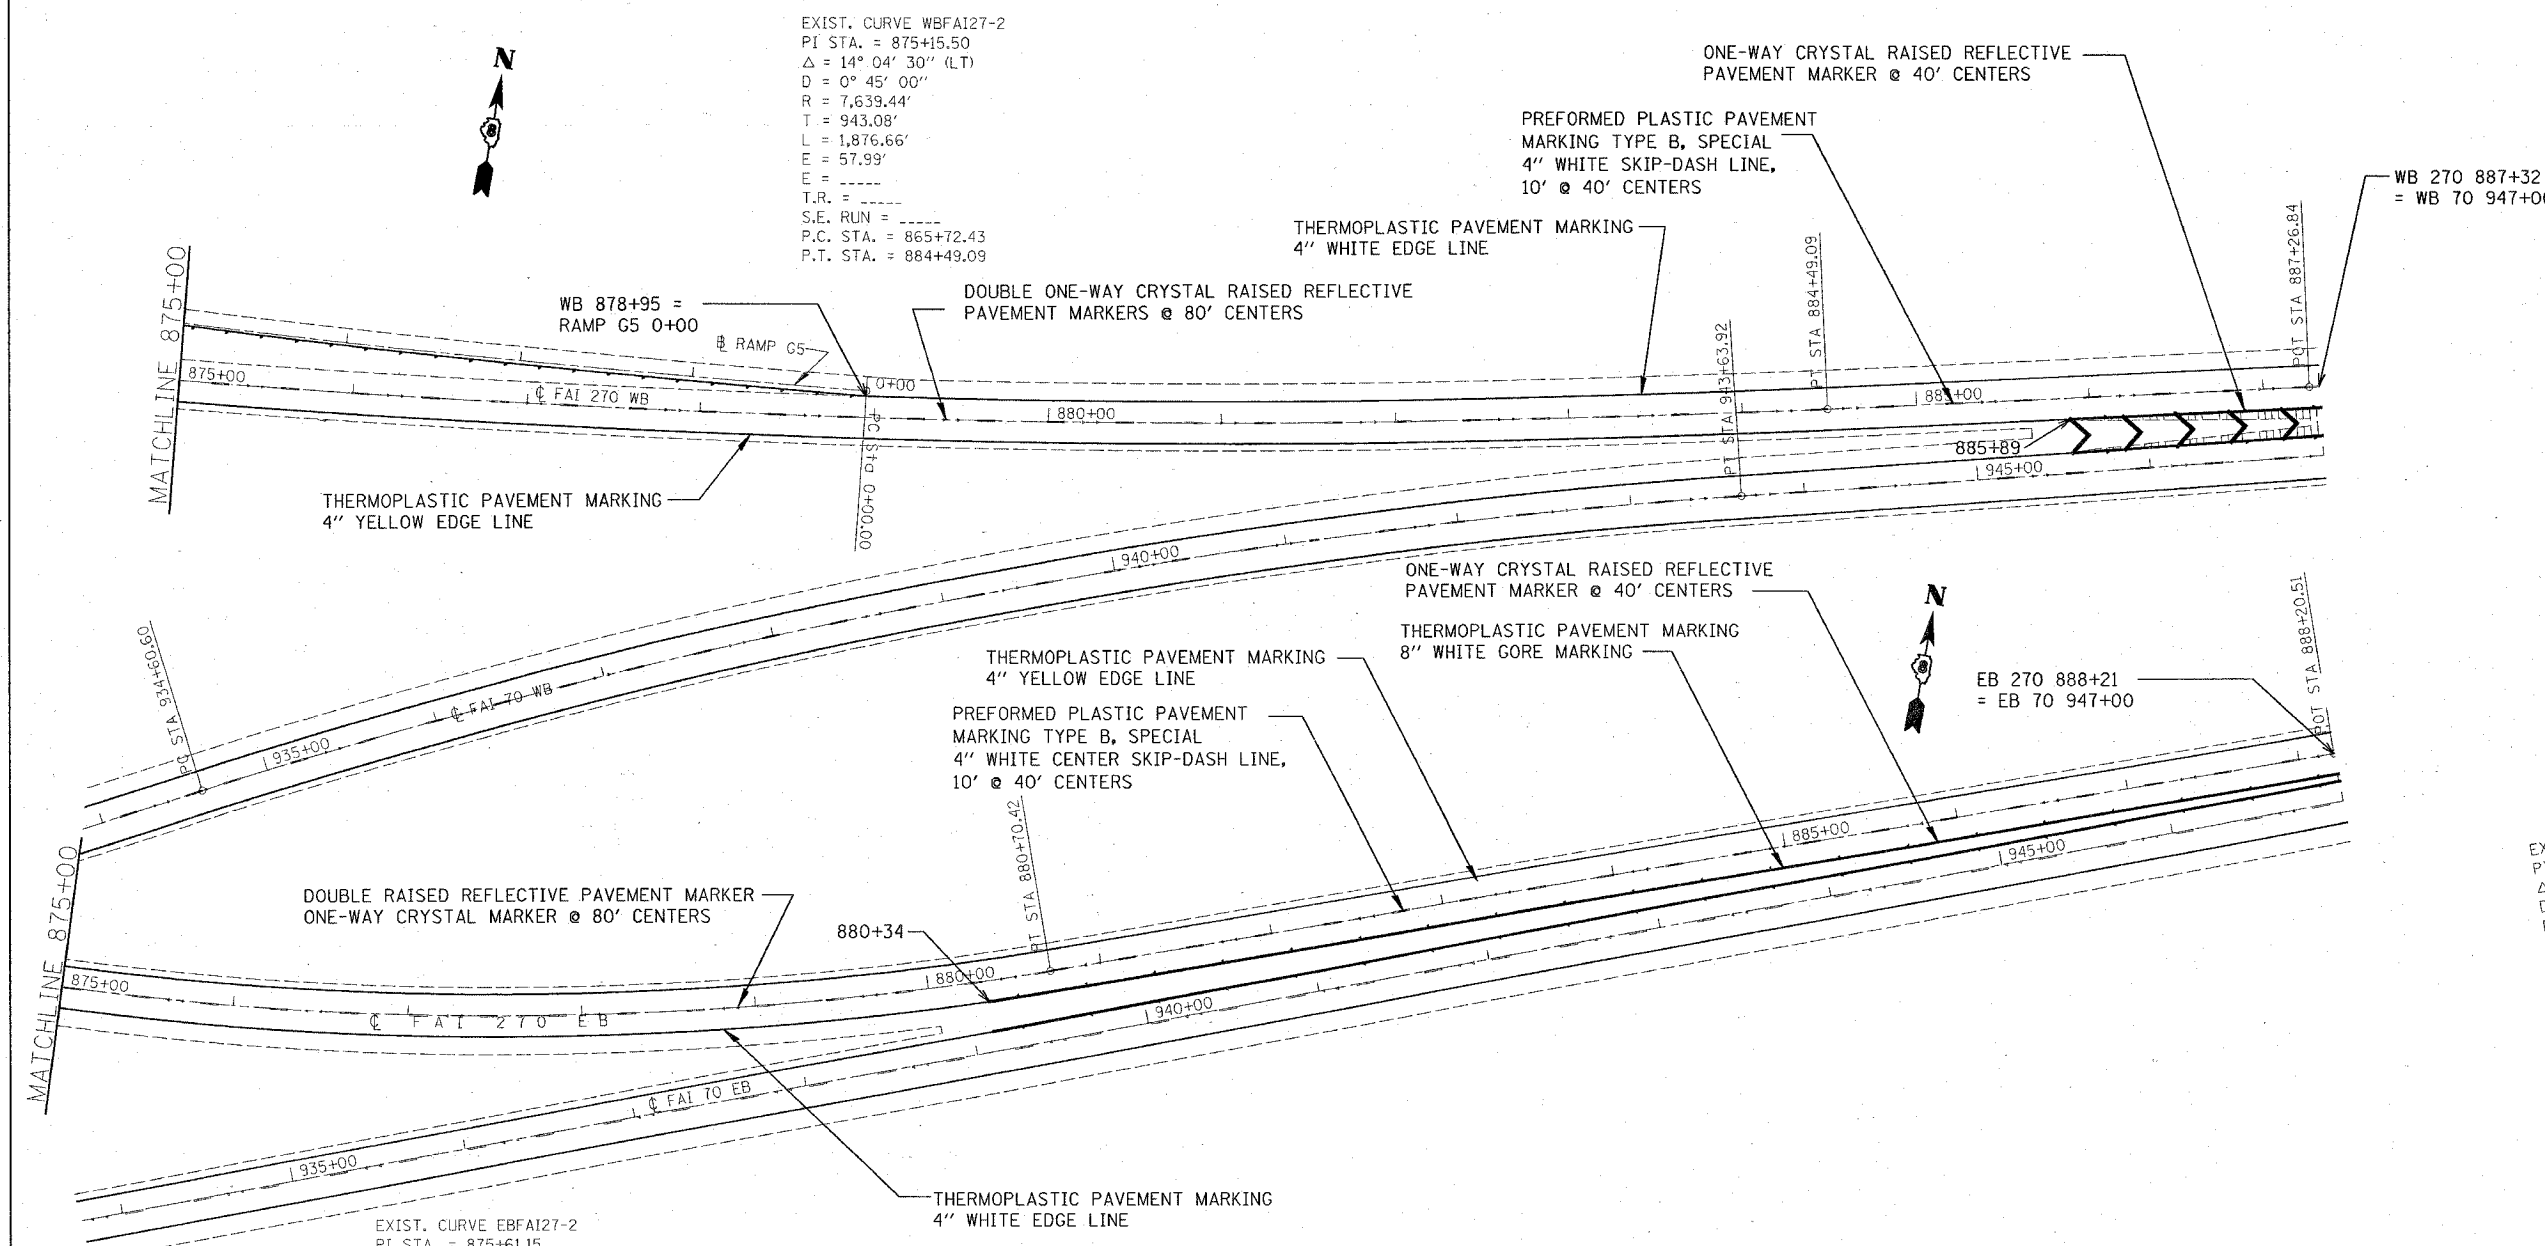 EXIST. CURVE WBFAI27-2
PI STA. = 875+15.50
Δ = 14° 04' 30" (LT)
D = 0° 45' 00"
R = 7,639.44'
T = 943.08'
L = 1,876.66'
E = 57.99'
E = _____
T.R. = _____
S.E. RUN = _____
P.C. STA. = 865+72.43
P.T. STA. = 884+49.09
N
8
ONE-WAY CRYSTAL RAISED REFLECTIVE
PAVEMENT MARKER @ 40' CENTERS
PREFORMED PLASTIC PAVEMENT
MARKING TYPE B, SPECIAL
4" WHITE SKIP-DASH LINE,
10' @ 40' CENTERS
WB 270 887+32
= WB 70 947+0
THERMOPLASTIC PAVEMENT MARKING
4" WHITE EDGE LINE
POT STA 887+26.84
PT STA 884+49.09
PT STA 943+63.92
MATCHLINE 875+00
WB 878+95 =
RAMP G5 0+00
DOUBLE ONE-WAY CRYSTAL RAISED REFLECTIVE
PAVEMENT MARKERS @ 80' CENTERS
℄ RAMP G5
875+00
℄ FAI 270 WB
0+00
880+00
885+00
PC Sta 0+00.00
885+89
945+00
THERMOPLASTIC PAVEMENT MARKING
4" YELLOW EDGE LINE
940+00
ONE-WAY CRYSTAL RAISED REFLECTIVE
PAVEMENT MARKER @ 40' CENTERS
THERMOPLASTIC PAVEMENT MARKING
8" WHITE GORE MARKING
N
8
POT STA 888+20.51
EB 270 888+21
= EB 70 947+00
THERMOPLASTIC PAVEMENT MARKING
4" YELLOW EDGE LINE
PREFORMED PLASTIC PAVEMENT
MARKING TYPE B, SPECIAL
4" WHITE CENTER SKIP-DASH LINE,
10' @ 40' CENTERS
PC STA 934+60.60
℄ FAI 70 WB
935+00
PT STA 880+70.42
885+00
945+00
MATCHLINE 875+00
DOUBLE RAISED REFLECTIVE PAVEMENT MARKER
ONE-WAY CRYSTAL MARKER @ 80' CENTERS
880+34
875+00
℄ FAI 270 EB
880+00
940+00
℄ FAI 70 EB
935+00
THERMOPLASTIC PAVEMENT MARKING
4" WHITE EDGE LINE
EXIST. CURVE EBFAI27-2
PI STA. = 875+61.15